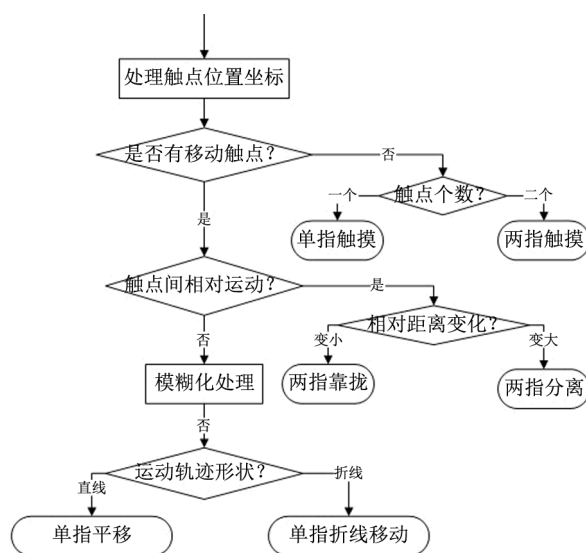 处理触点位置坐标
是否有移动触点？
否
触点个数？
一个
二个
单指触摸
两指触摸
是
触点间相对运动？
是
相对距离变化？
变小
变大
两指靠拢
两指分离
否
模糊化处理
否
运动轨迹形状？
直线
折线
单指平移
单指折线移动